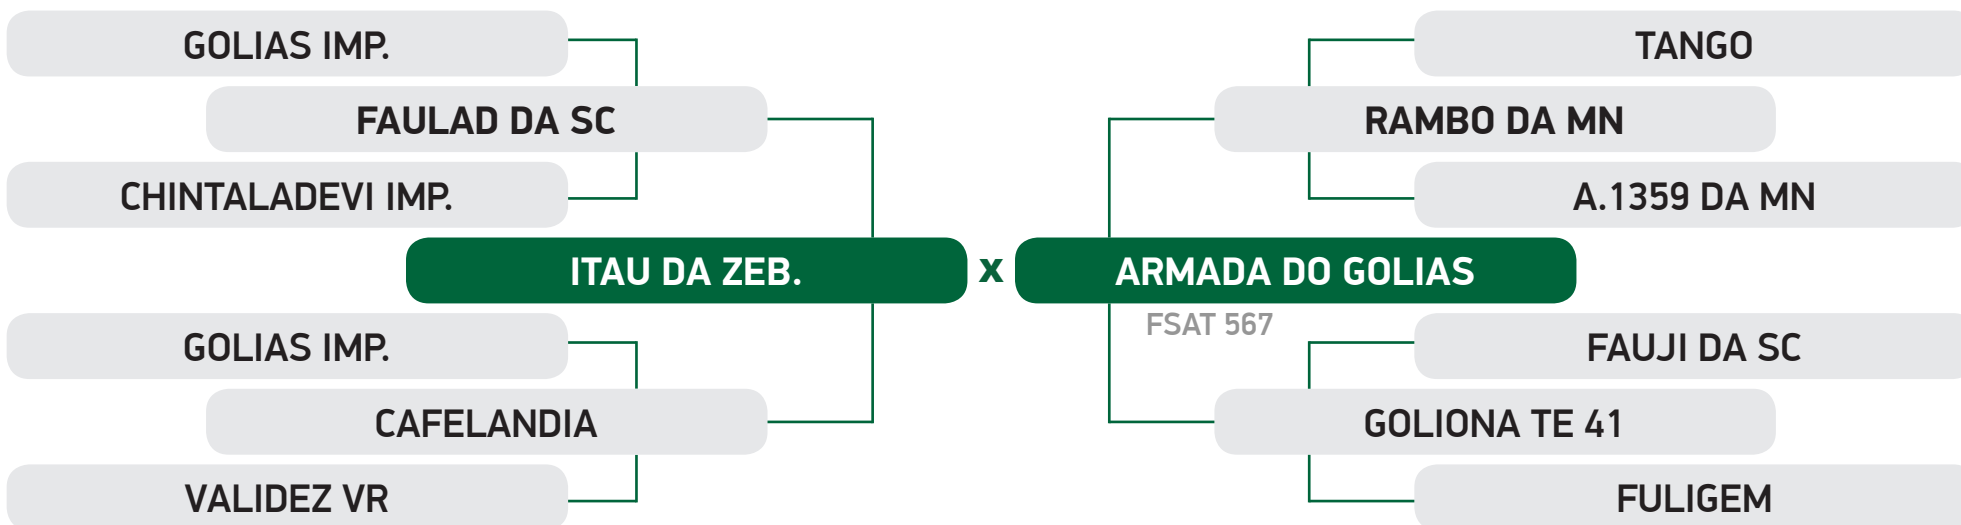 GOLIAS IMP.
TANGO
FAULAD DA SC
RAMBO DA MN
CHINTALADEVI IMP.
A.1359 DA MN
ITAU DA ZEB. x ARMADA DO GOLIAS
FSAT 567
GOLIAS IMP.
FAUJI DA SC
CAFELANDIA
GOLIONA TE 41
VALIDEZ VR
FULIGEM